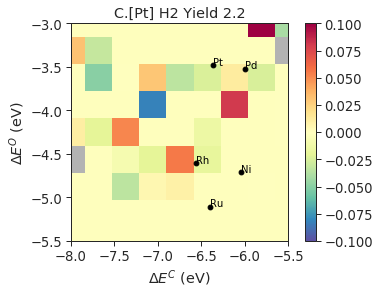 C.[Pt] H2 Yield 2.2
−3.0
−3.5
−4.0
−4.5
−5.0
−5.5
ΔE^O (eV)
Pt
Pd
Rh
Ni
Ru
−8.0 −7.5 −7.0 −6.5 −6.0 −5.5
ΔE^C (eV)
0.100
0.075
0.050
0.025
0.000
−0.025
−0.050
−0.075
−0.100